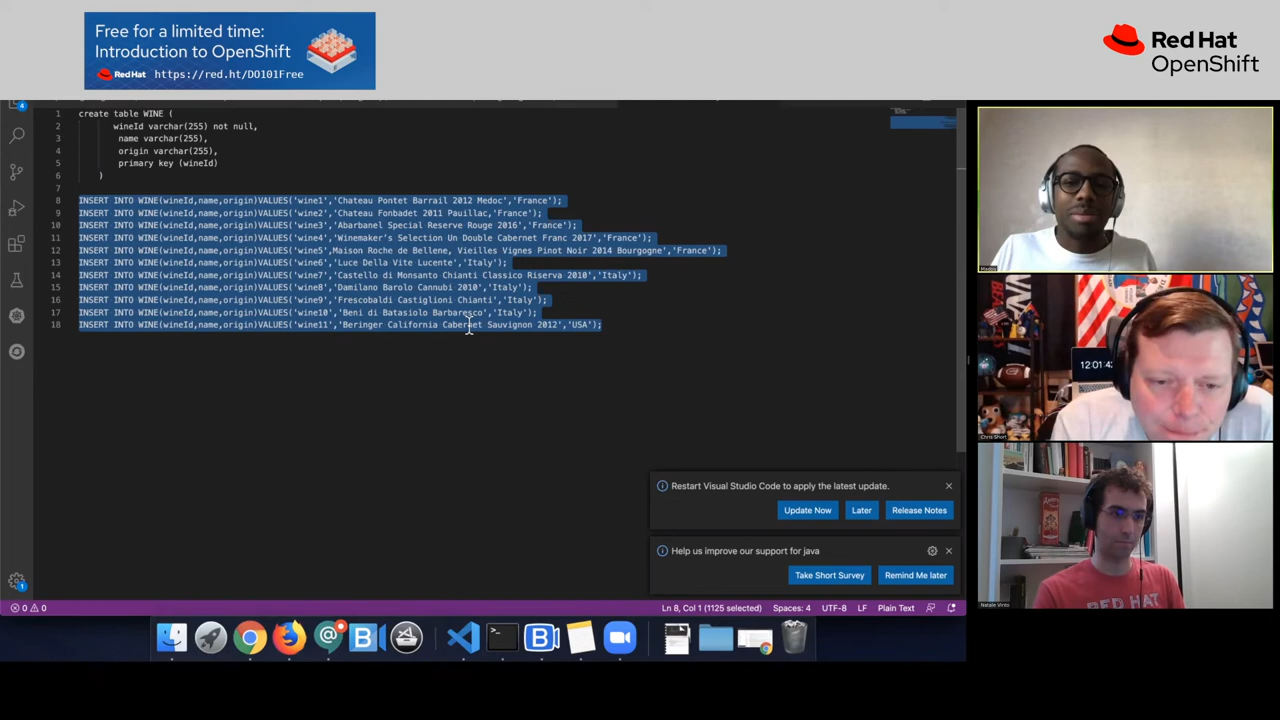 Free for a limited time:
Introduction to OpenShift
Red Hat https://red.ht/DO101Free
Red Hat
OpenShift
4
1 create table WINE (
2 wineId varchar(255) not null,
3 name varchar(255),
4 origin varchar(255),
5 primary key (wineId)
6 )
7
8 INSERT INTO WINE(wineId,name,origin)VALUES('wine1','Chateau Pontet Barrail 2012 Medoc','France');
9 INSERT INTO WINE(wineId,name,origin)VALUES('wine2','Chateau Fonbadet 2011 Pauillac,'France');
10 INSERT INTO WINE(wineId,name,origin)VALUES('wine3','Abarbanel Special Reserve Rouge 2016','France');
11 INSERT INTO WINE(wineId,name,origin)VALUES('wine4','Winemaker's Selection Un Double Cabernet Franc 2017','France');
12 INSERT INTO WINE(wineId,name,origin)VALUES('wine5','Maison Roche de Bellene, Vieilles Vignes Pinot Noir 2014 Bourgogne','France');
13 INSERT INTO WINE(wineId,name,origin)VALUES('wine6','Luce Della Vite Lucente','Italy');
14 INSERT INTO WINE(wineId,name,origin)VALUES('wine7','Castello di Monsanto Chianti Classico Riserva 2010','Italy');
15 INSERT INTO WINE(wineId,name,origin)VALUES('wine8','Damilano Barolo Cannubi 2010','Italy');
16 INSERT INTO WINE(wineId,name,origin)VALUES('wine9','Frescobaldi Castiglioni Chianti','Italy');
17 INSERT INTO WINE(wineId,name,origin)VALUES('wine10','Beni di Batasiolo Barbaresco','Italy');
18 INSERT INTO WINE(wineId,name,origin)VALUES('wine11','Beringer California Cabernet Sauvignon 2012','USA');
Restart Visual Studio Code to apply the latest update.
Update Now Later Release Notes
Help us improve our support for java
Take Short Survey Remind Me later
1
0 0 Ln 8, Col 1 (1125 selected) Spaces: 4 UTF-8 LF Plain Text
12:01:42
Chris Short
RED HAT
Natale Vinto